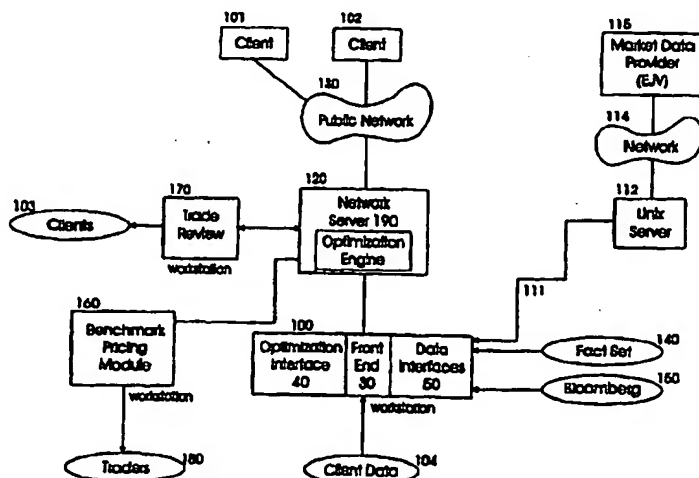 101
Client
102
Client
130
Public Network
115
Market Data
Provider
(EJV)
114
Network
112
Unix
Server
111
120
Network
Server 190
Optimization
Engine
170
Trade
Review
workstation
103
Clients
160
Benchmark
Pricing
Module
workstation
Traders
180
100
Optimization
Interface
40
Front
End
30
Data
Interfaces
50
workstation
140
Fact Set
150
Bloomberg
Client Data
104